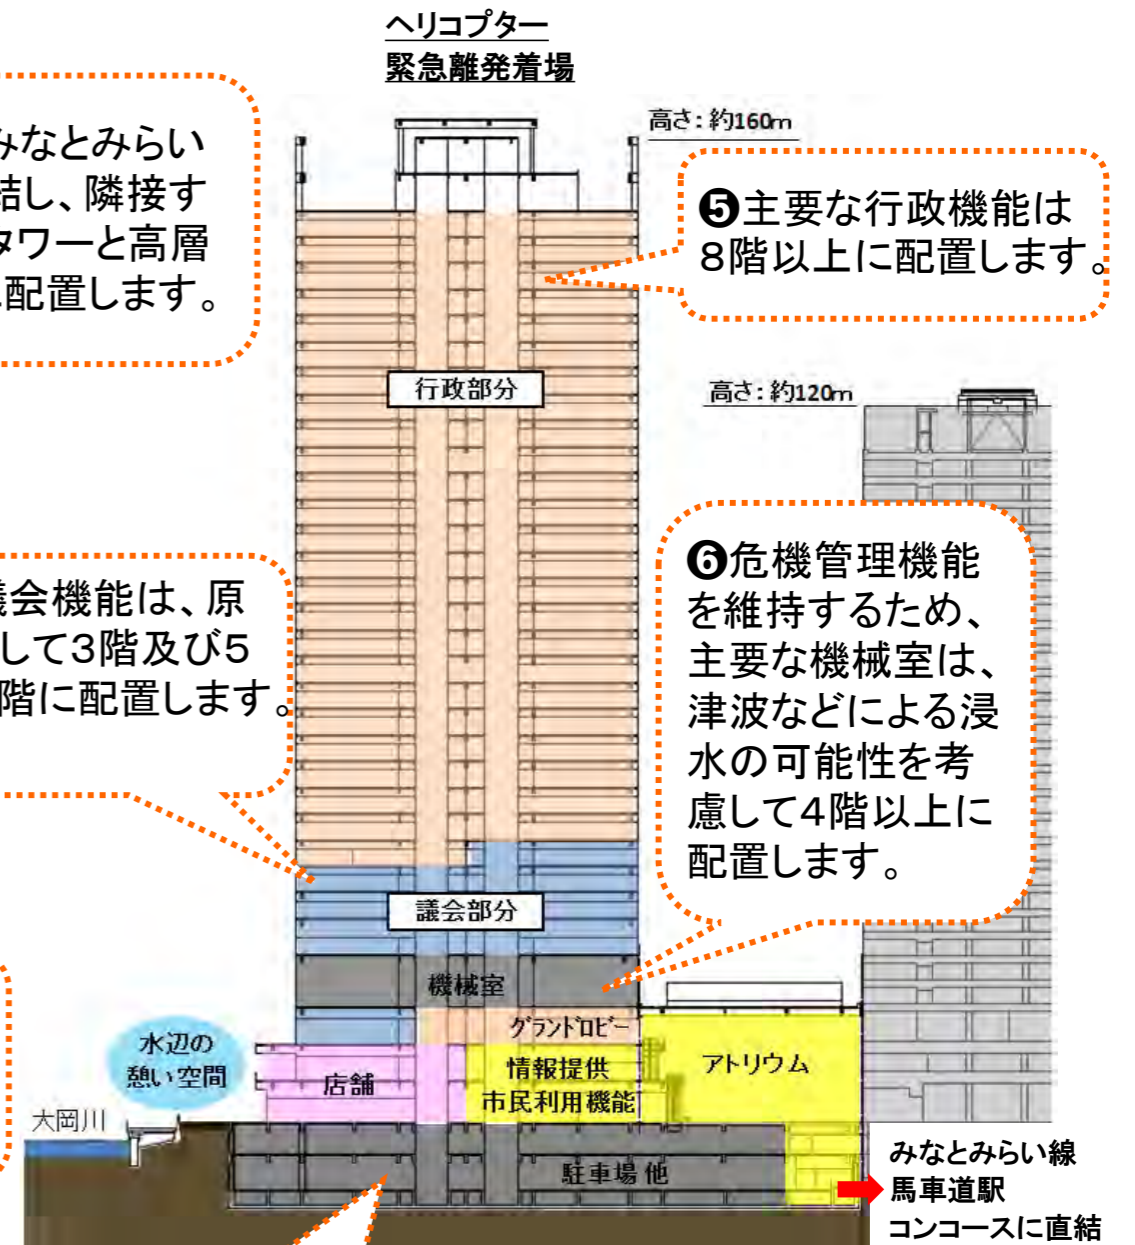 ヘリコプター
緊急離発着場
高さ：約160m
みなとみらい
結し、隣接す
タワーと高層
配置します。
❺主要な行政機能は
８階以上に配置します。
行政部分
高さ：約120m
議会機能は、原
して３階及び５
階に配置します。
❻危機管理機能
を維持するため、
主要な機械室は、
津波などによる浸
水の可能性を考
慮して４階以上に
配置します。
議会部分
機械室
グランドロビー
水辺の
憩い空間
店舗
情報提供
市民利用機能
アトリウム
大岡川
駐車場 他
みなとみらい線
馬車道駅
コンコースに直結